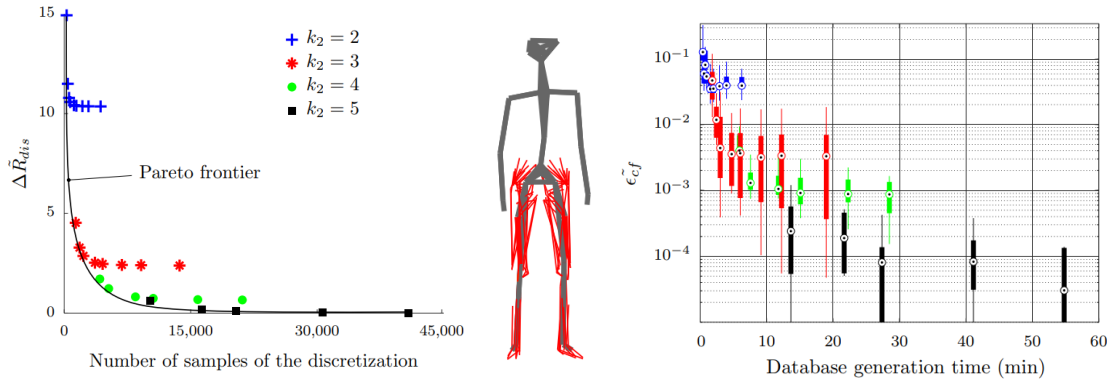 15
10
5
0
ΔR̃_dis
k₂ = 2
k₂ = 3
k₂ = 4
k₂ = 5
Pareto frontier
0 15,000 30,000 45,000
Number of samples of the discretization
10⁻¹
10⁻²
10⁻³
10⁻⁴
ϵ̃_cf
0 10 20 30 40 50 60
Database generation time (min)